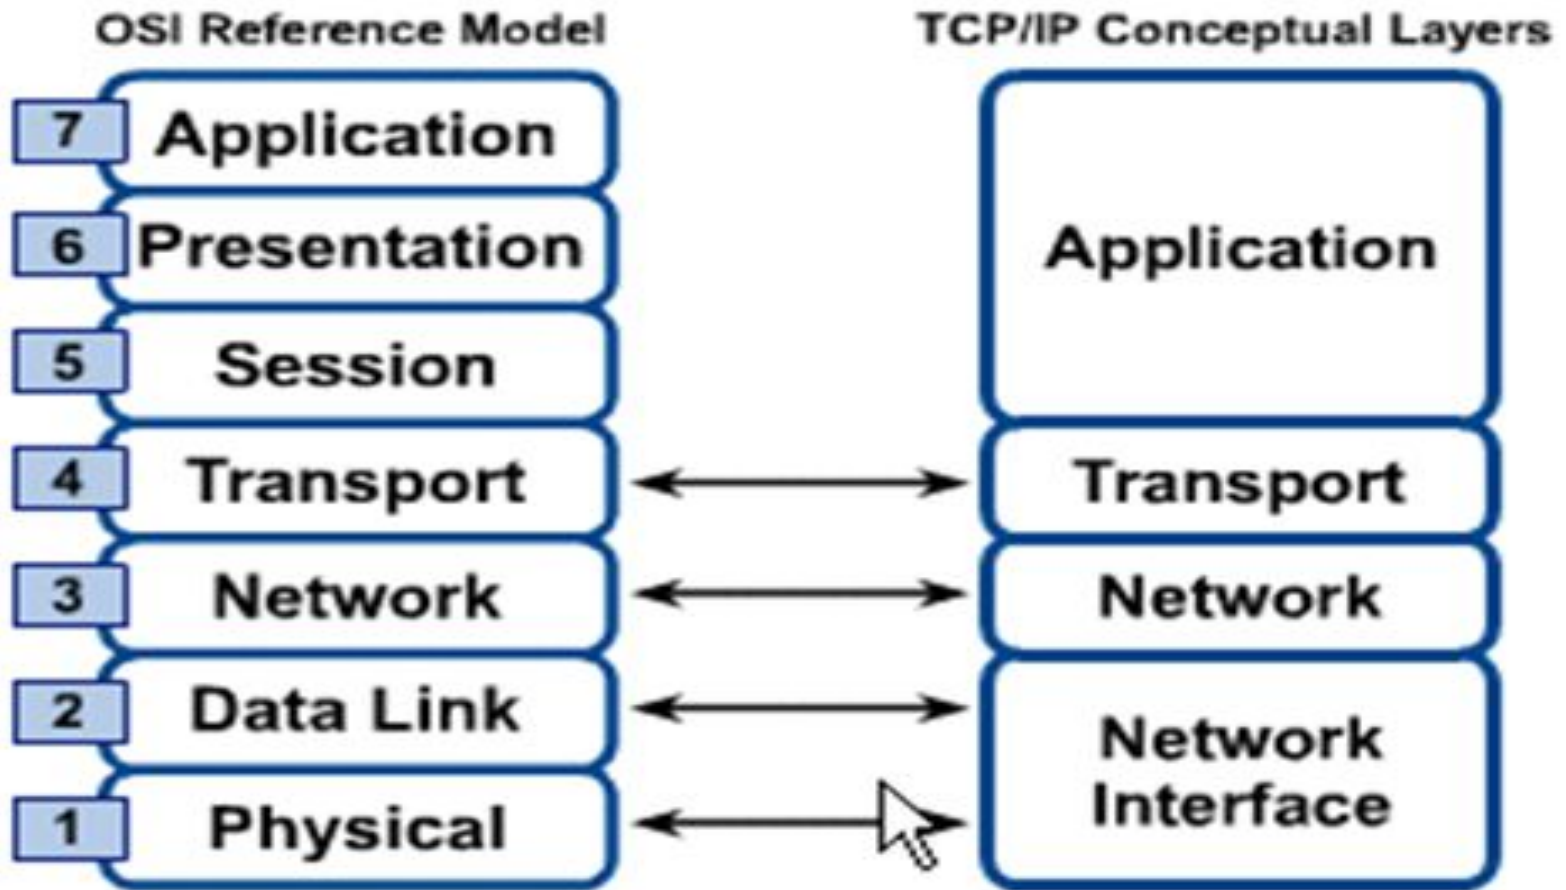 OSI Reference Model
7 Application
6 Presentation
5 Session
4 Transport
3 Network
2 Data Link
1 Physical
TCP/IP Conceptual Layers
Application
Transport
Network
Network
Interface